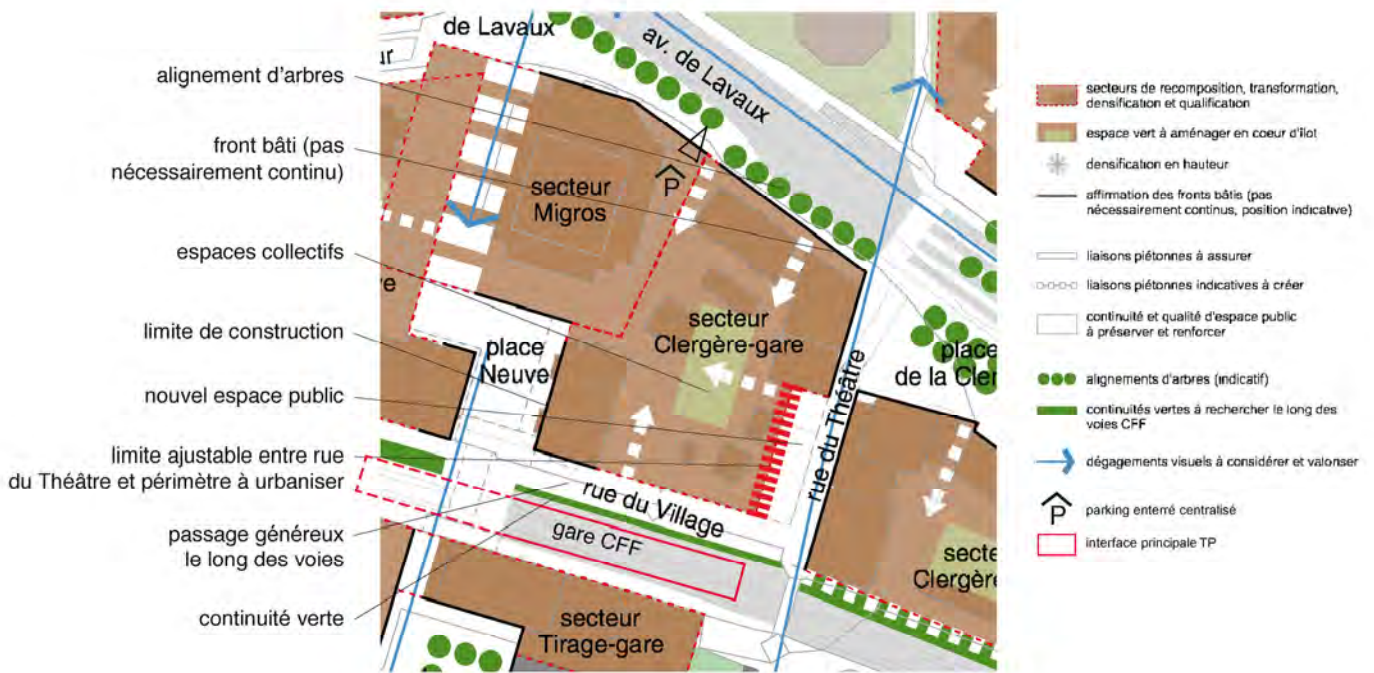 alignement d'arbres
front bâti (pas
nécessairement continu)
espaces collectifs
limite de construction
nouvel espace public
limite ajustable entre rue
du Théâtre et périmètre à urbaniser
passage généreux
le long des voies
continuité verte
de Lavaux
ur
av. de Lavaux
P
secteur
Migros
ve
secteur
Clergère-gare
place
Neuve
place
de la Cler
rue du Théâtre
rue du Village
gare CFF
secte
Clergère
secteur
Tirage-gare
secteurs de recomposition, transformation,
densification et qualification
espace vert à aménager en coeur d'îlot
densification en hauteur
affirmation des fronts bâtis (pas
nécessairement continus, position indicative)
liaisons piétonnes à assurer
liaisons piétonnes indicatives à créer
continuité et qualité d'espace public
à préserver et renforcer
alignements d'arbres (indicatif)
continuités vertes à rechercher le long des
voies CFF
dégagements visuels à considérer et valoriser
P
parking enterré centralisé
interface principale TP